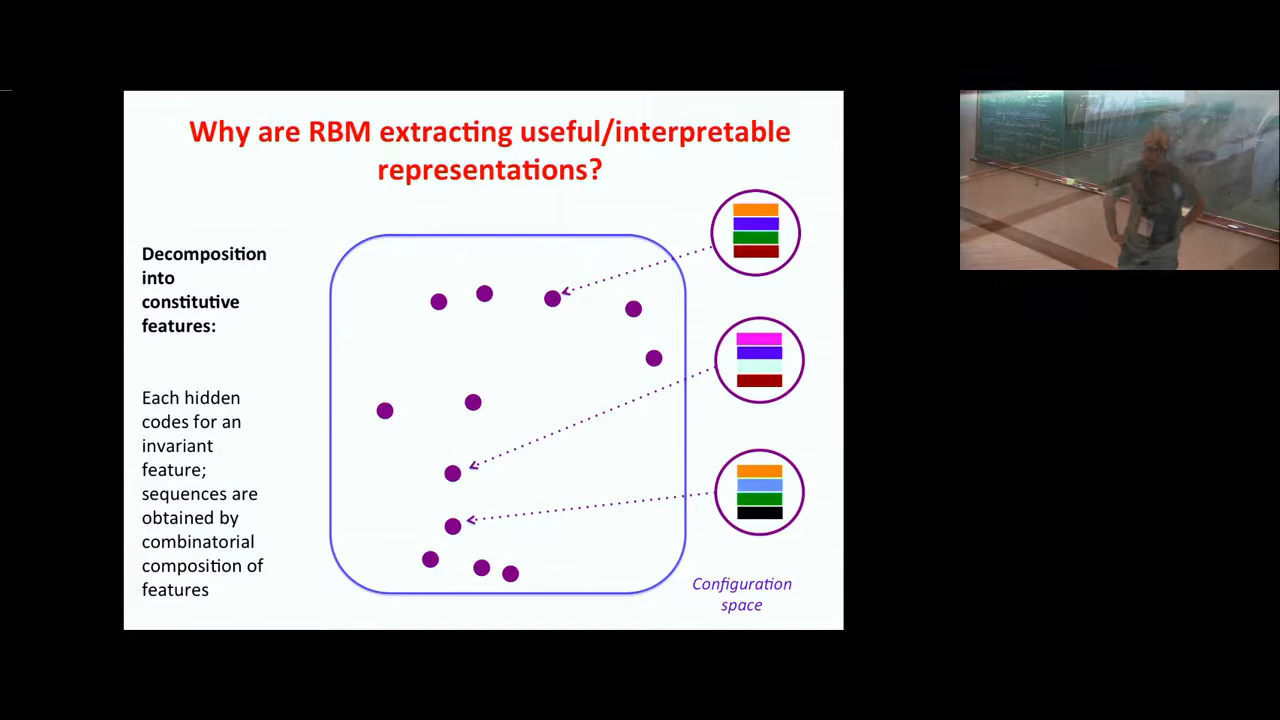 Why are RBM extracting useful/interpretable
representations?
Decomposition
into
constitutive
features:
Each hidden
codes for an
invariant
feature;
sequences are
obtained by
combinatorial
composition of
features
Configuration
space